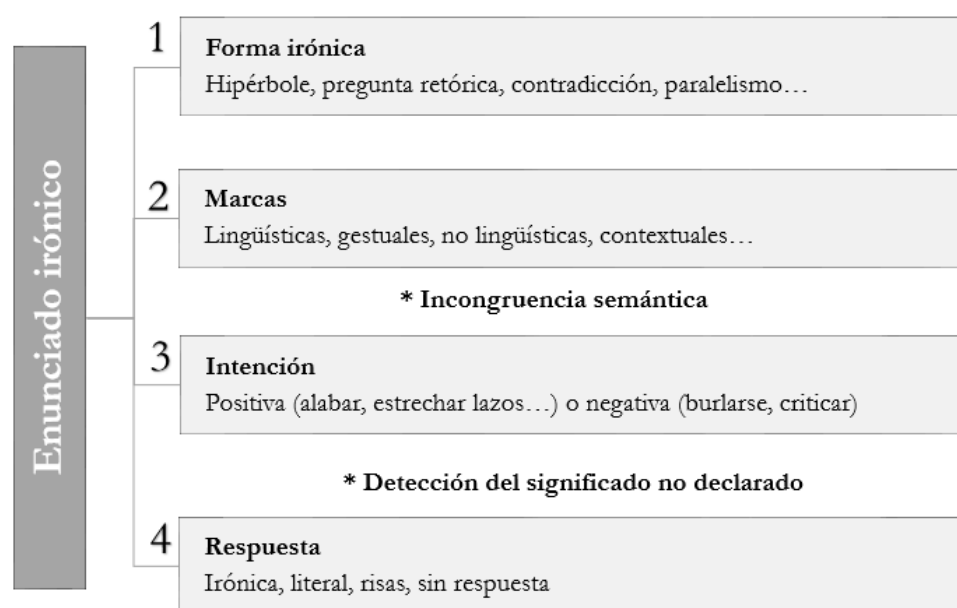 Enunciado irónico
1
Forma irónica
Hipérbole, pregunta retórica, contradicción, paralelismo…
2
Marcas
Lingüísticas, gestuales, no lingüísticas, contextuales…
* Incongruencia semántica
3
Intención
Positiva (alabar, estrechar lazos…) o negativa (burlarse, criticar)
* Detección del significado no declarado
4
Respuesta
Irónica, literal, risas, sin respuesta